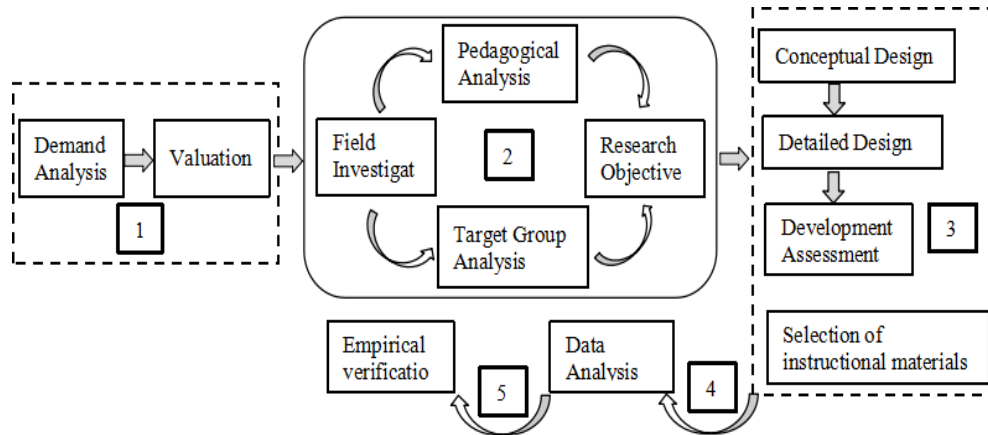 Demand
Analysis
Valuation
1
Pedagogical
Analysis
Field
Investigat
2
Research
Objective
Target Group
Analysis
Conceptual Design
Detailed Design
Development
Assessment
3
Selection of
instructional materials
4
Data
Analysis
5
Empirical
verificatio